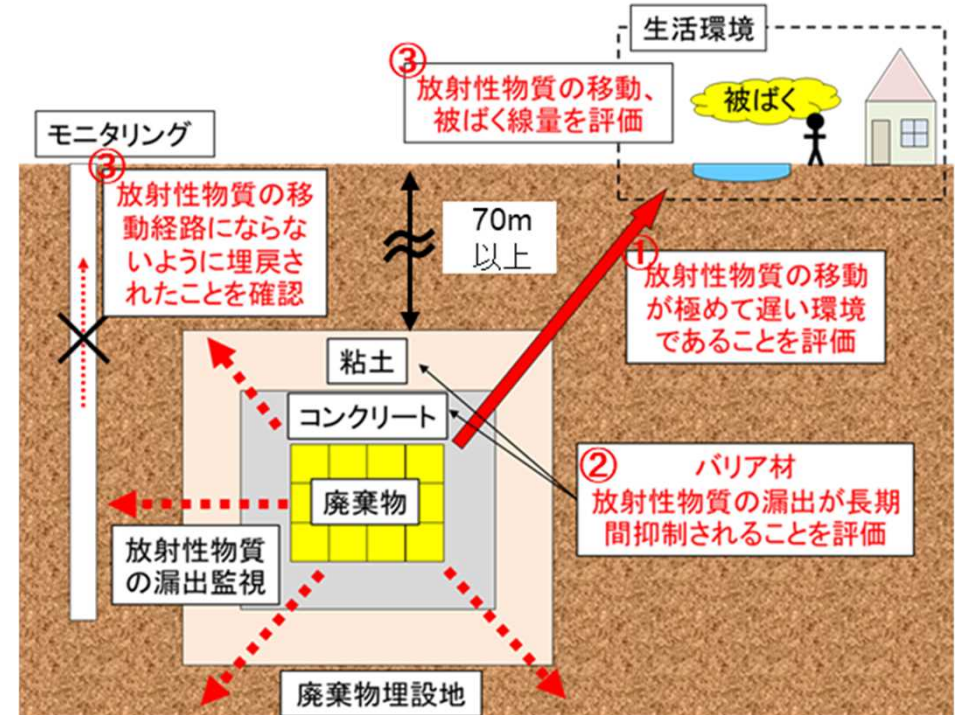 生活環境
③
放射性物質の移動、
被ばく線量を評価
被ばく
モニタリング
③
放射性物質の移
動経路にならな
いように埋戻さ
れたことを確認
70m
以上
①
放射性物質の移動
が極めて遅い環境
であることを評価
粘土
コンクリート
廃棄物
②
バリア材
放射性物質の漏出が長期
間抑制されることを評価
放射性物質
の漏出監視
廃棄物埋設地